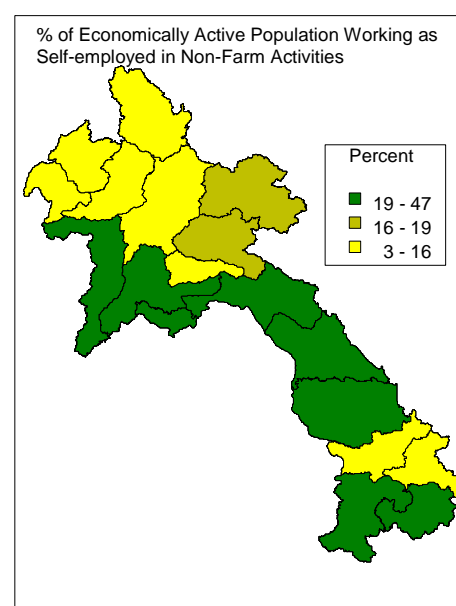 % of Economically Active Population Working as
Self-employed in Non-Farm Activities
Percent
19 - 47
16 - 19
3 - 16